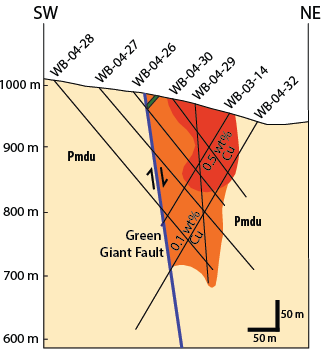 SW
NE
WB-04-28
WB-04-27
WB-04-26
WB-04-30
WB-04-29
WB-03-14
WB-04-32
1000 m
900 m
800 m
700 m
600 m
Pmdu
0.5 wt%
Cu
0.1 wt%
Cu
Pmdu
Green
Giant Fault
50 m
50 m